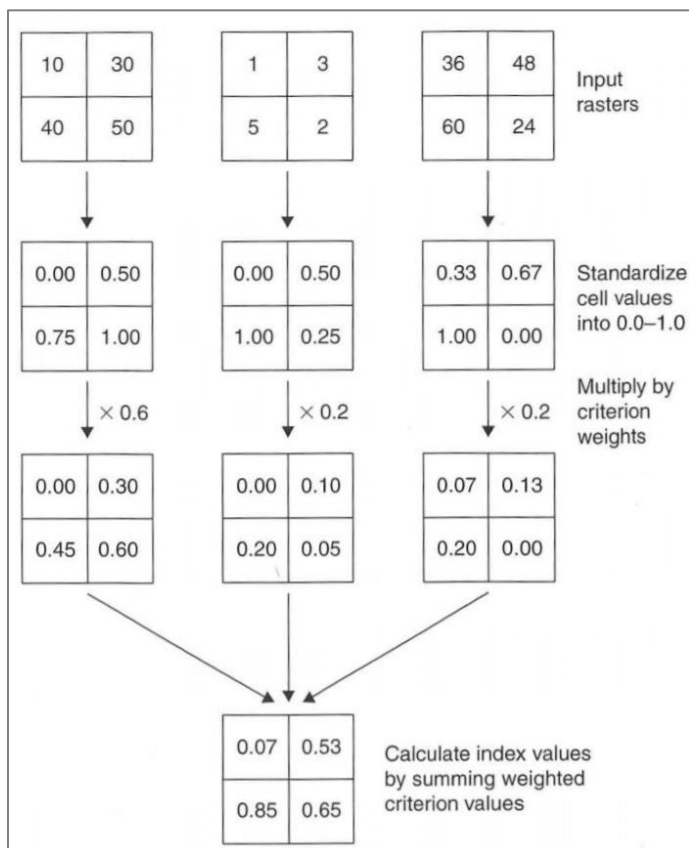 10 30 1 3 36 48
Input
rasters
40 50 5 2 60 24
0.00 0.50 0.00 0.50 0.33 0.67
Standardize
cell values
into 0.0–1.0
0.75 1.00 1.00 0.25 1.00 0.00
× 0.6 × 0.2 × 0.2
Multiply by
criterion
weights
0.00 0.30 0.00 0.10 0.07 0.13
0.45 0.60 0.20 0.05 0.20 0.00
0.07 0.53
0.85 0.65
Calculate index values
by summing weighted
criterion values